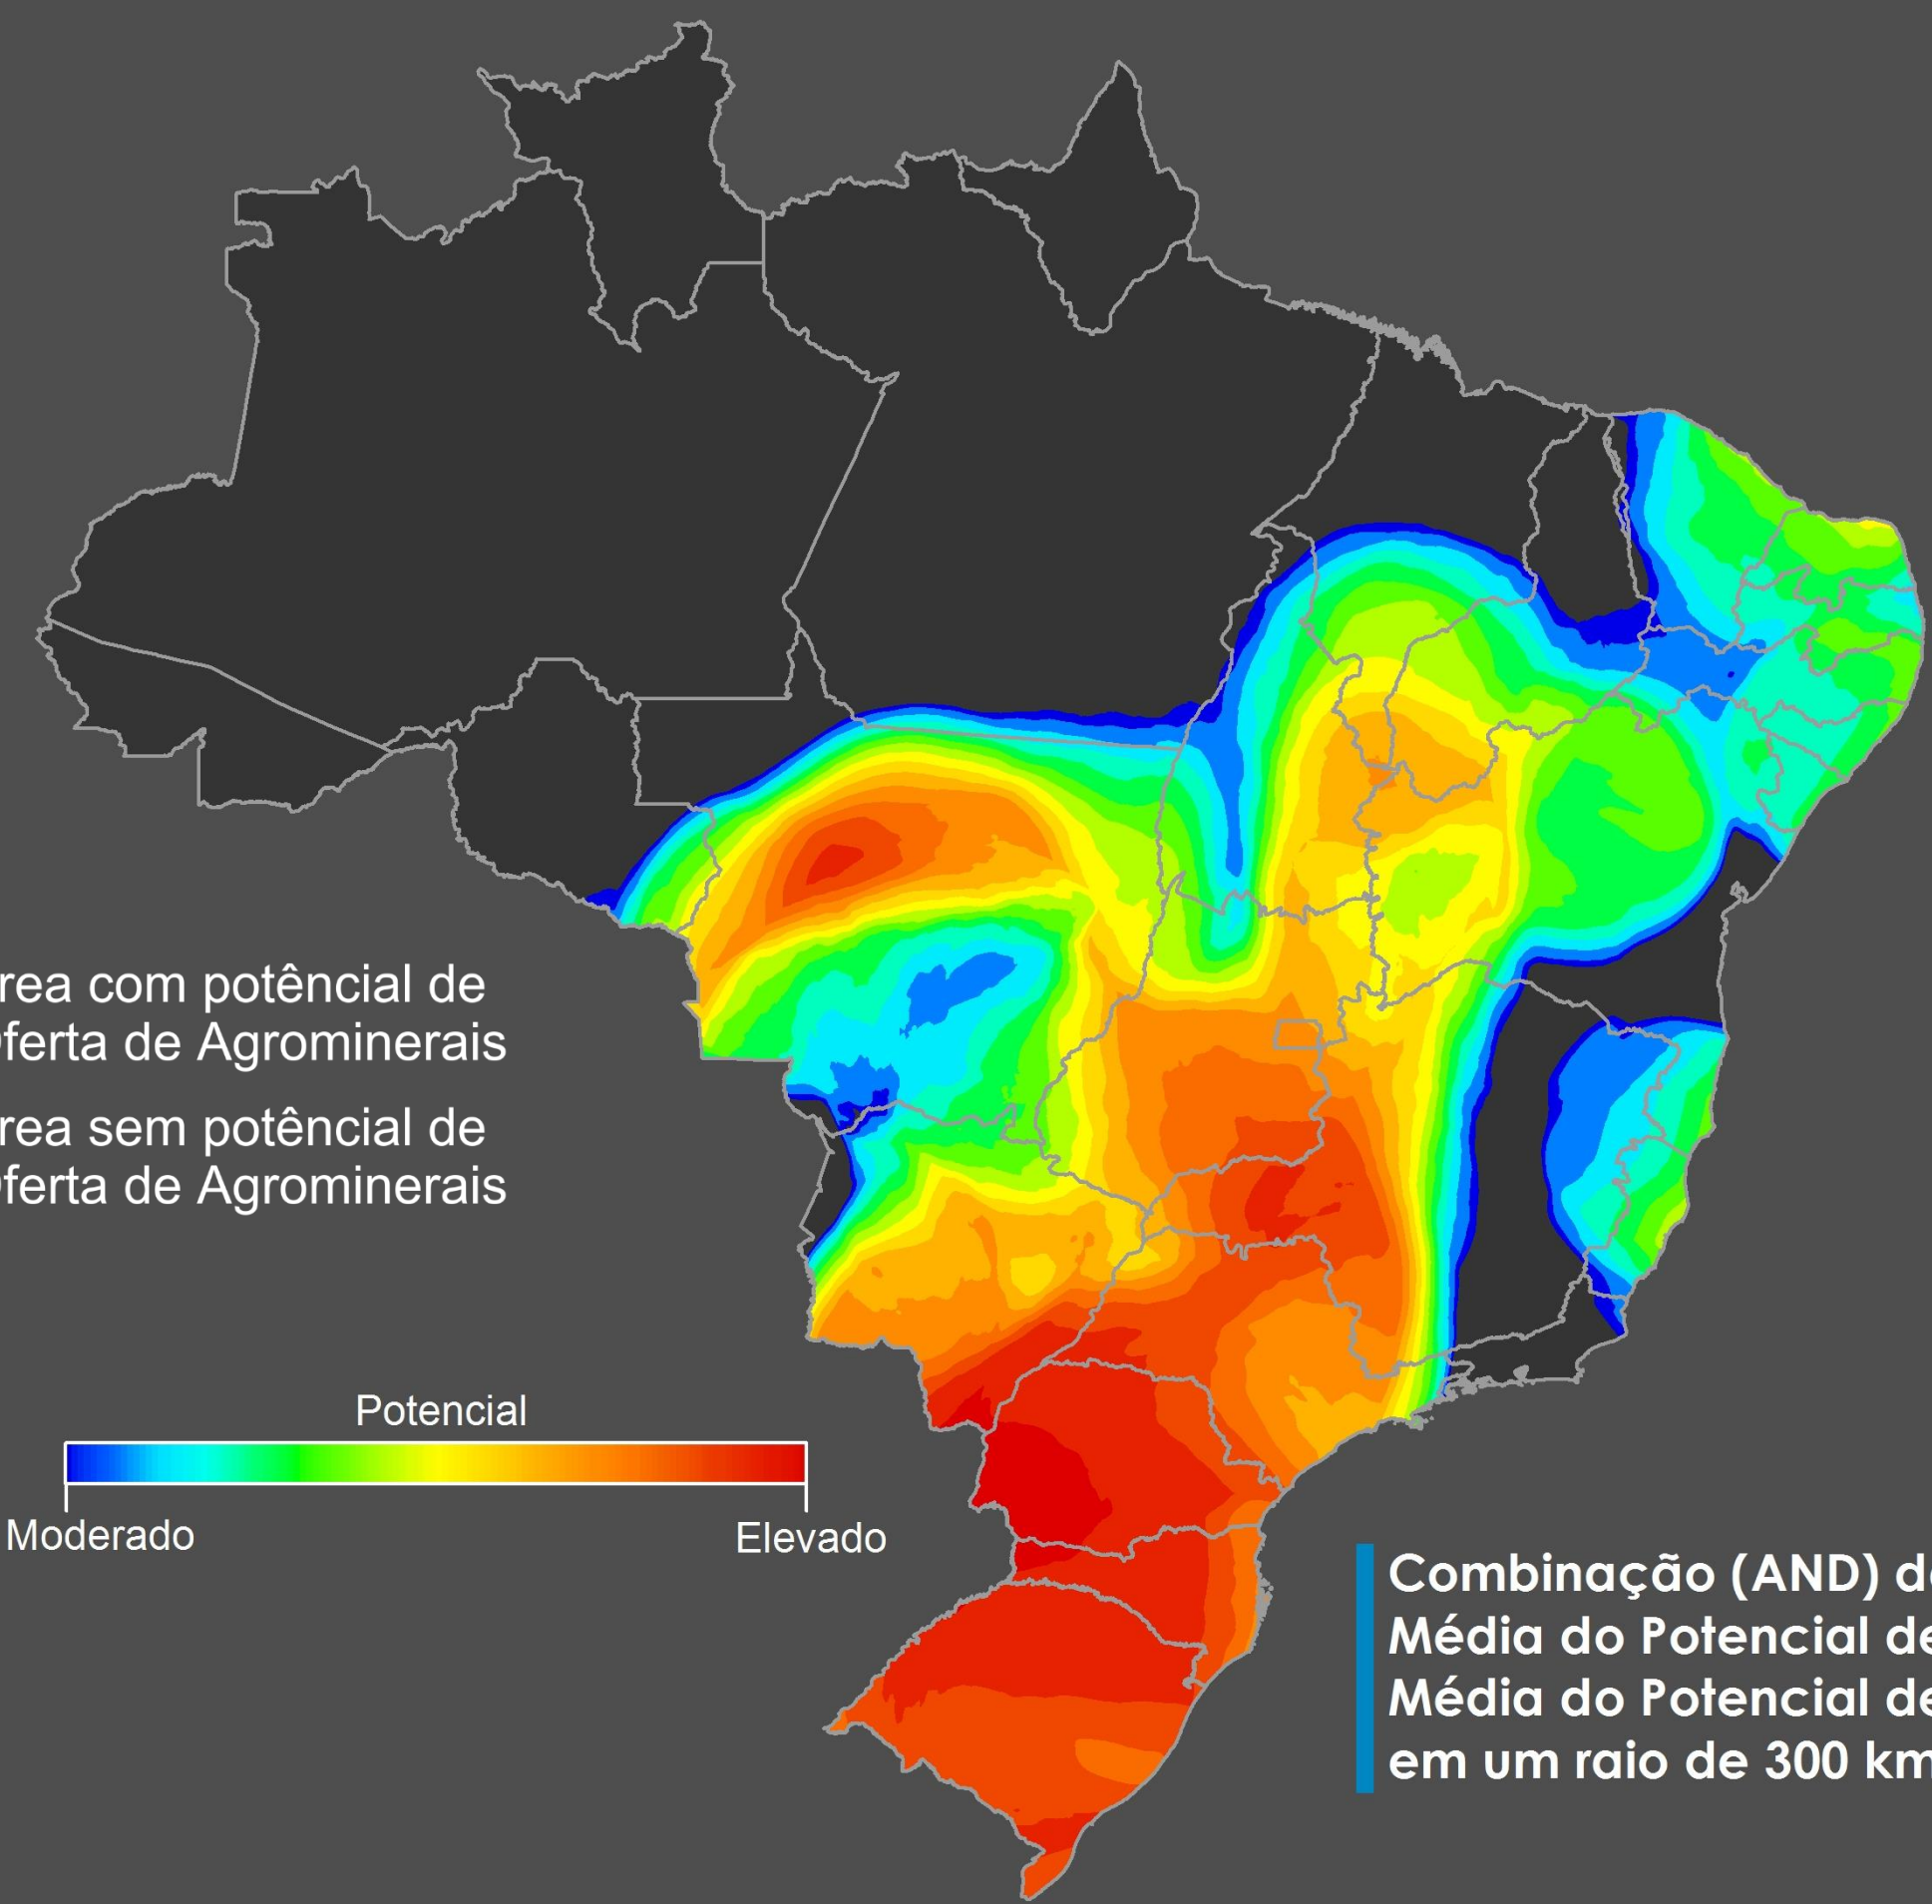 rea com potêncial de
ferta de Agrominerais
rea sem potêncial de
ferta de Agrominerais
Potencial
Moderado
Elevado
Combinação (AND) d
Média do Potencial de
Média do Potencial de
em um raio de 300 km